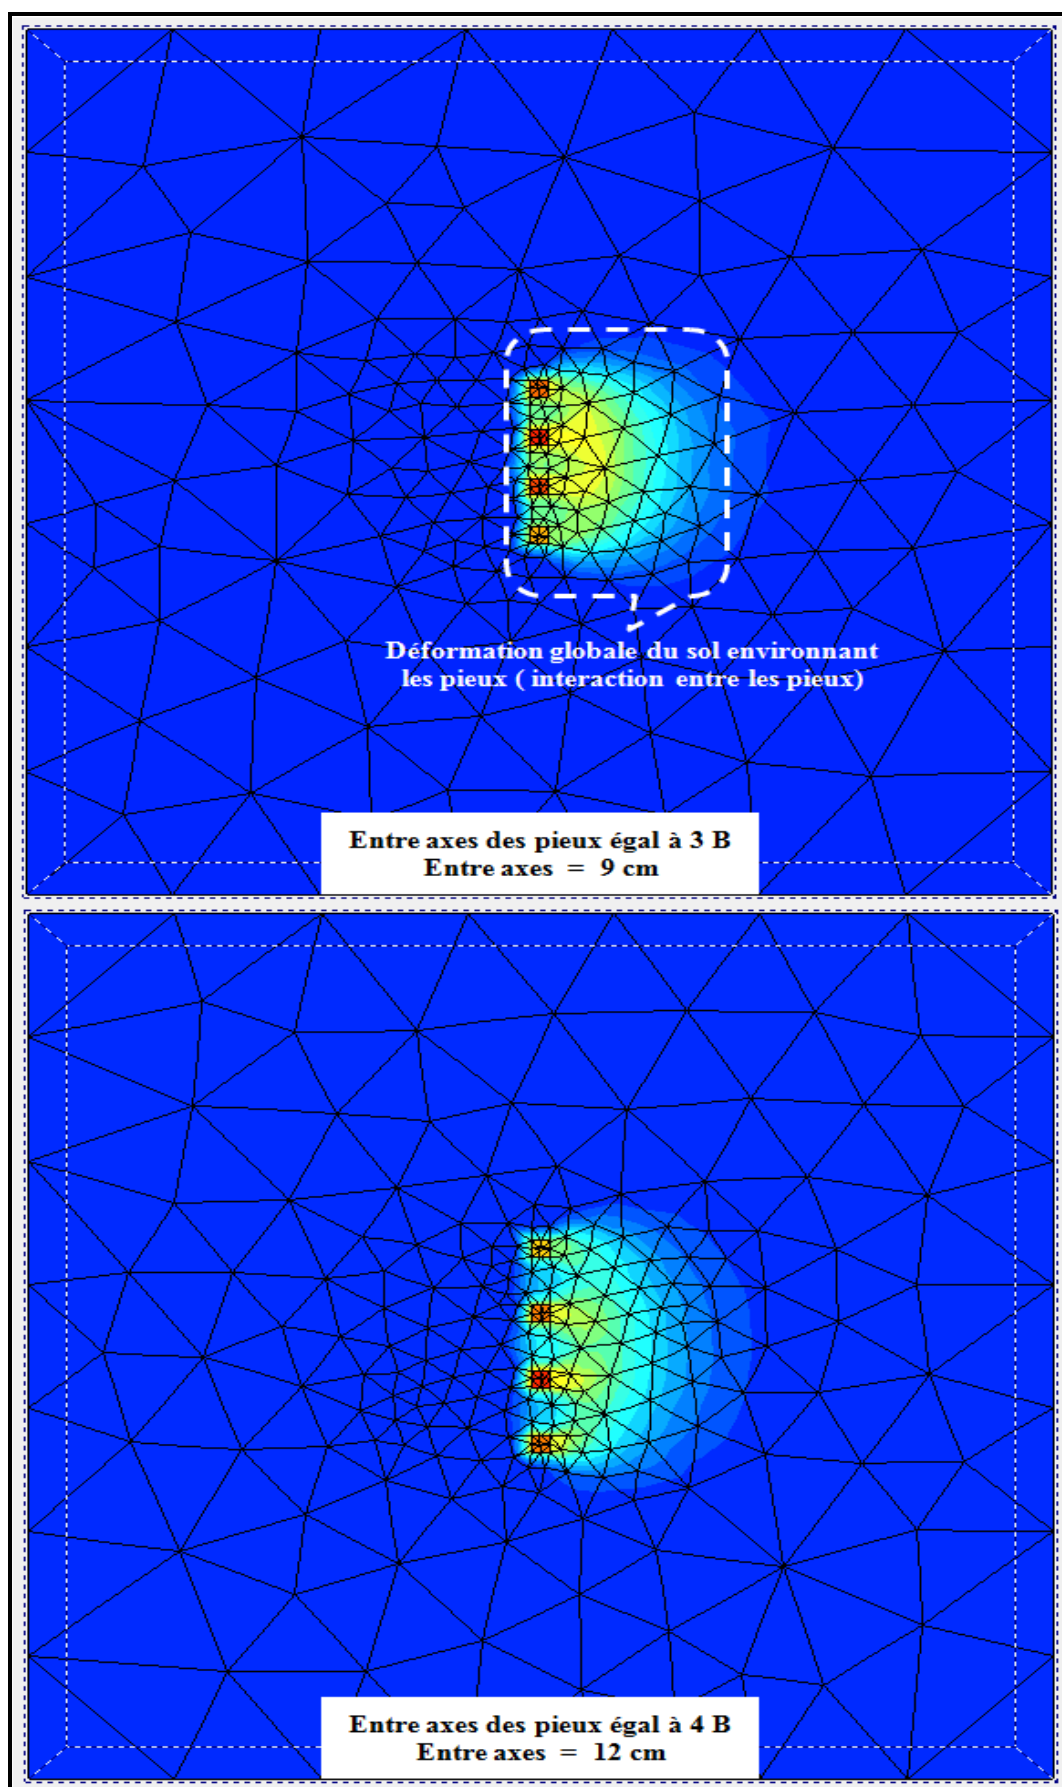 Déformation globale du sol environnant
les pieux ( interaction entre les pieux)
Entre axes des pieux égal à 3 B
Entre axes = 9 cm
Entre axes des pieux égal à 4 B
Entre axes = 12 cm